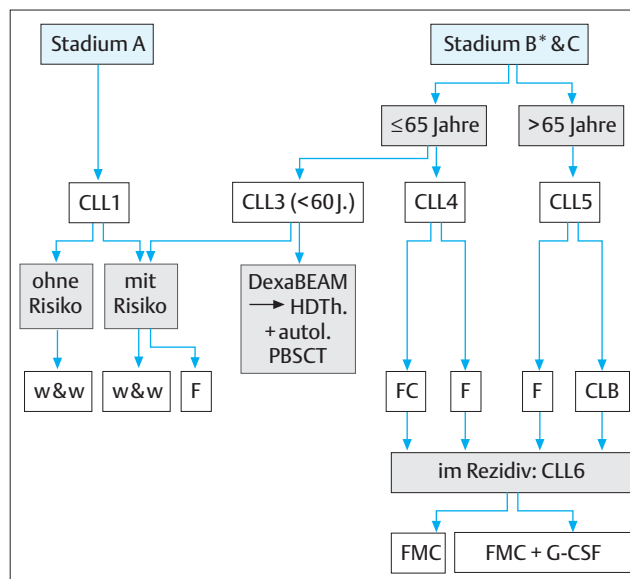 Stadium A
Stadium B* & C
≤65 Jahre
>65 Jahre
CLL1
CLL3 (<60 J.)
CLL4
CLL5
ohne
Risiko
mit
Risiko
DexaBEAM
→ HDTh.
+ autol.
PBSCT
w&w
w&w
F
FC
F
F
CLB
im Rezidiv: CLL6
FMC
FMC + G-CSF